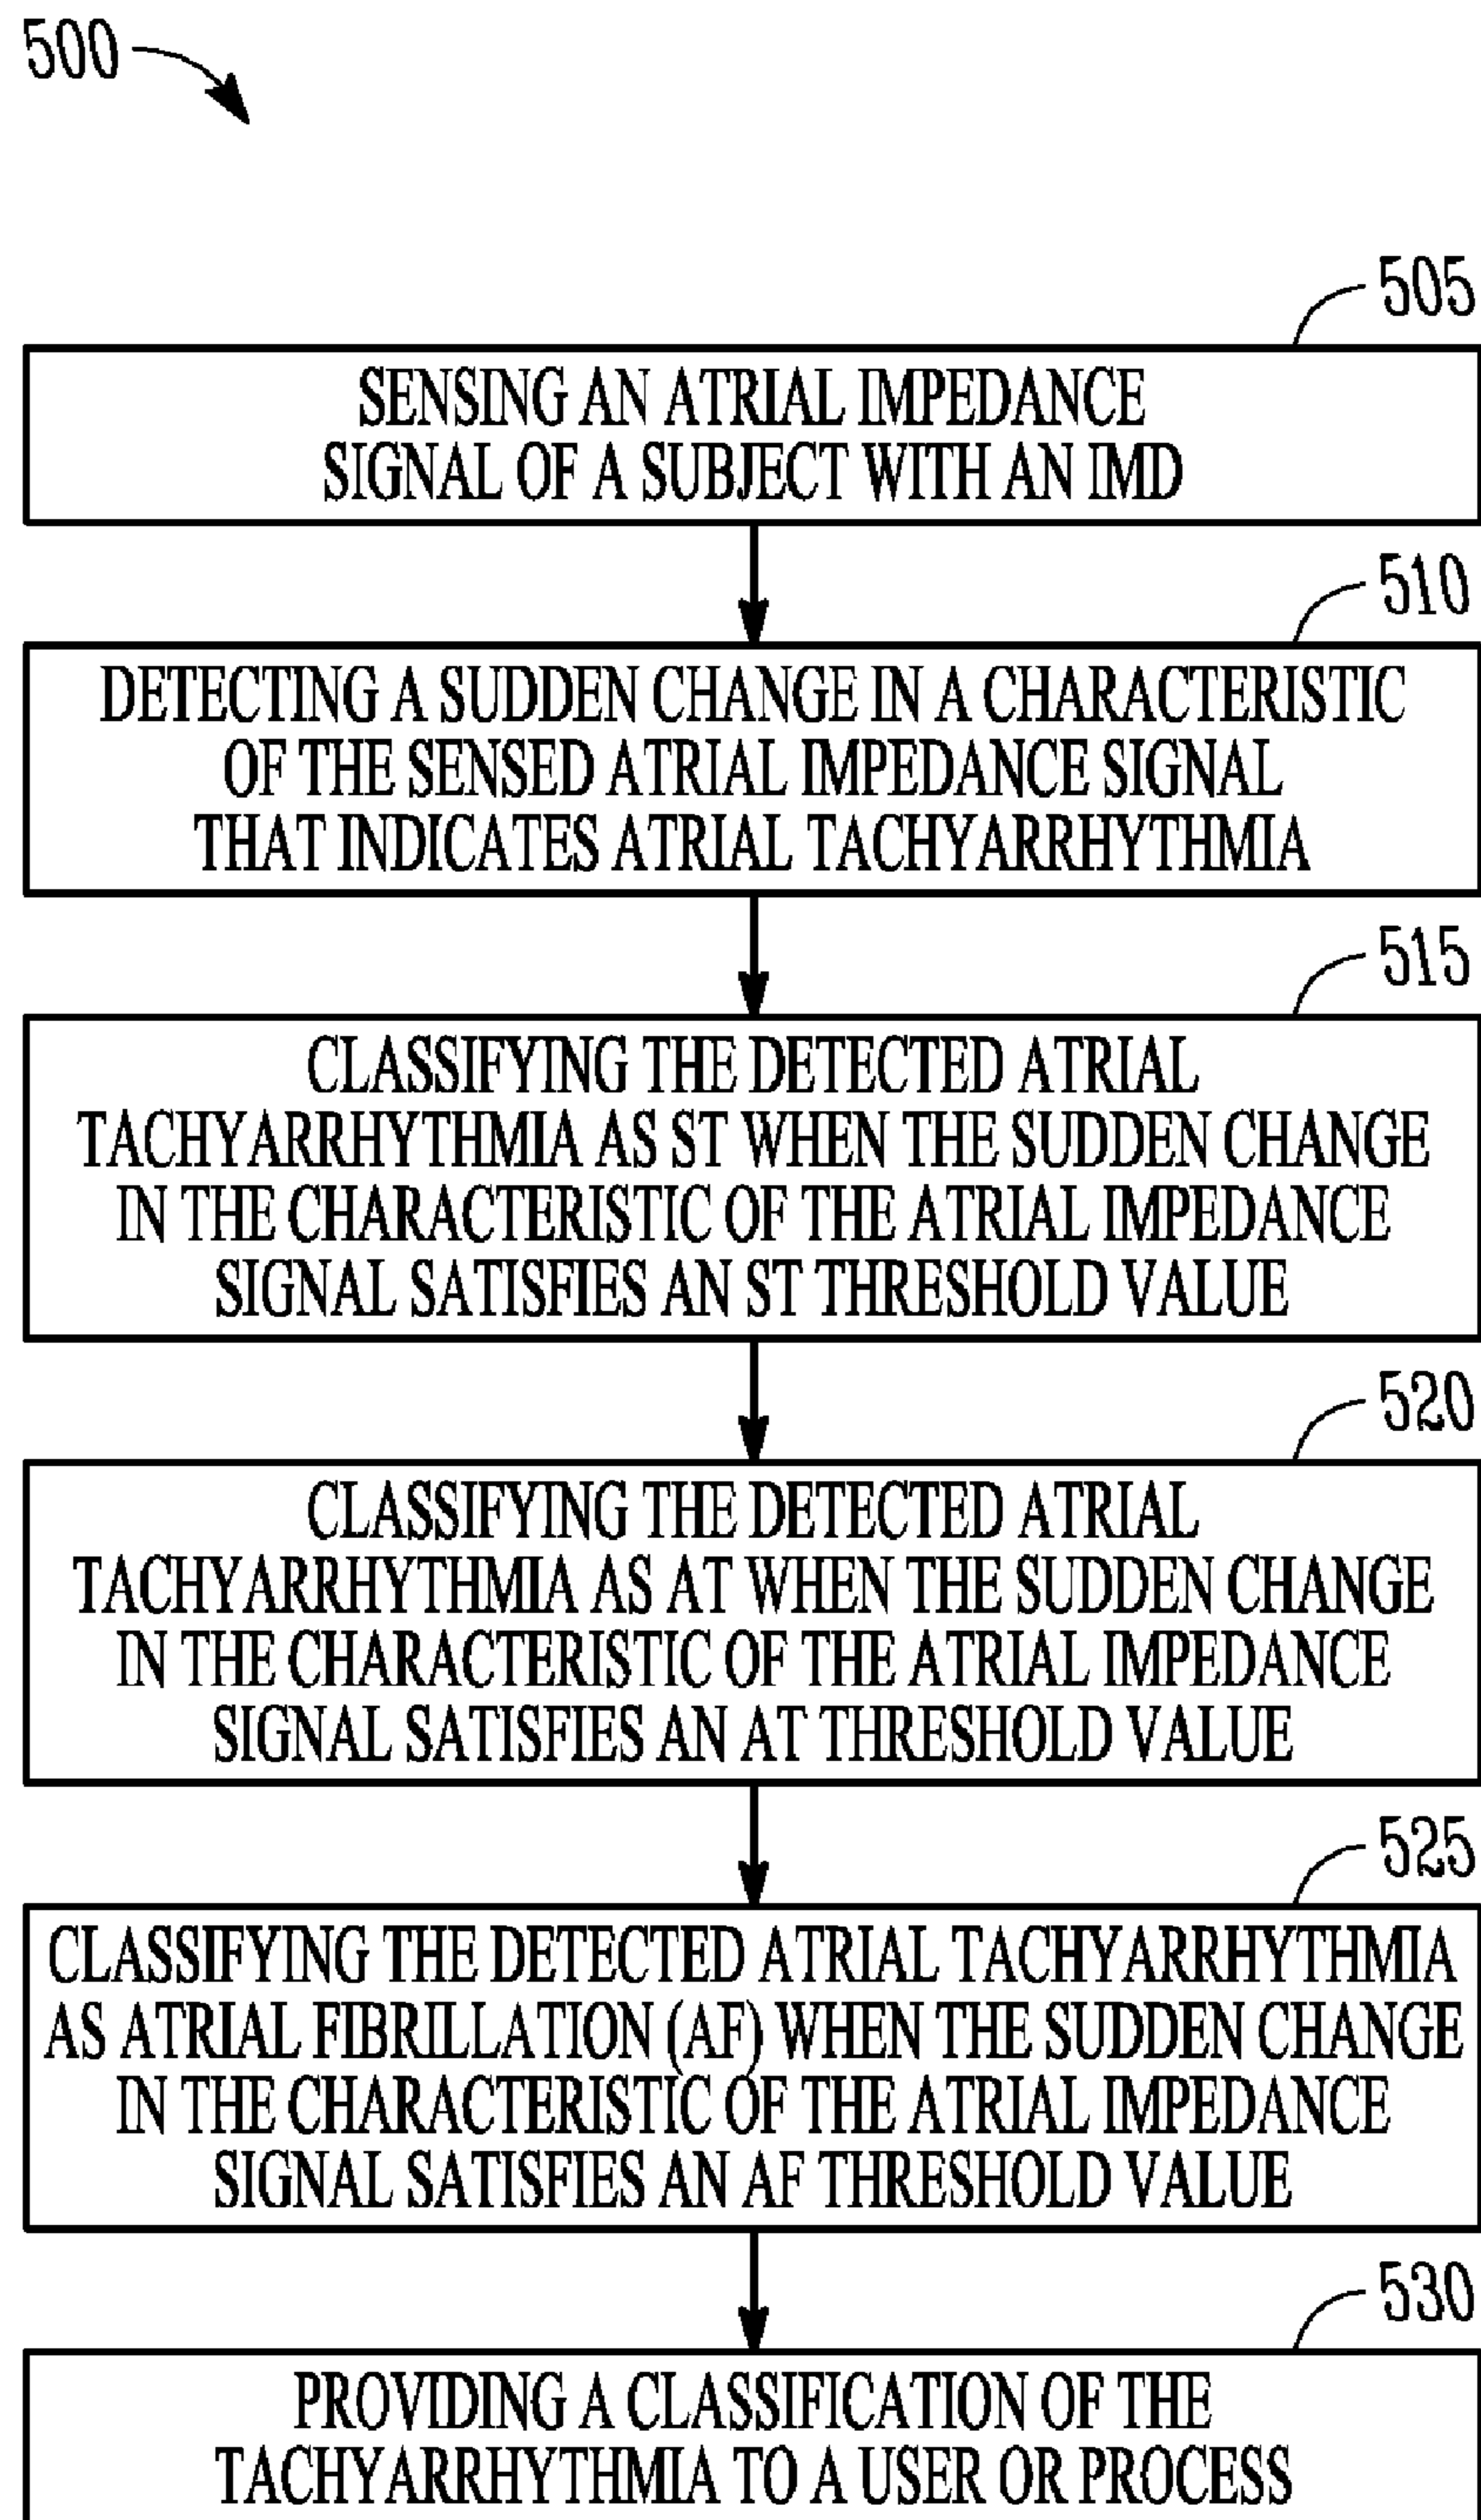 500
505
SENSING AN ATRIAL IMPEDANCE
SIGNAL OF A SUBJECT WITH AN IMD
510
DETECTING A SUDDEN CHANGE IN A CHARACTERISTIC
OF THE SENSED ATRIAL IMPEDANCE SIGNAL
THAT INDICATES ATRIAL TACHYARRHYTHMIA
515
CLASSIFYING THE DETECTED ATRIAL
TACHYARRHYTHMIA AS ST WHEN THE SUDDEN CHANGE
IN THE CHARACTERISTIC OF THE ATRIAL IMPEDANCE
SIGNAL SATISFIES AN ST THRESHOLD VALUE
520
CLASSIFYING THE DETECTED ATRIAL
TACHYARRHYTHMIA AS AT WHEN THE SUDDEN CHANGE
IN THE CHARACTERISTIC OF THE ATRIAL IMPEDANCE
SIGNAL SATISFIES AN AT THRESHOLD VALUE
525
CLASSIFYING THE DETECTED ATRIAL TACHYARRHYTHMIA
AS ATRIAL FIBRILLATION (AF) WHEN THE SUDDEN CHANGE
IN THE CHARACTERISTIC OF THE ATRIAL IMPEDANCE
SIGNAL SATISFIES AN AF THRESHOLD VALUE
530
PROVIDING A CLASSIFICATION OF THE
TACHYARRHYTHMIA TO A USER OR PROCESS